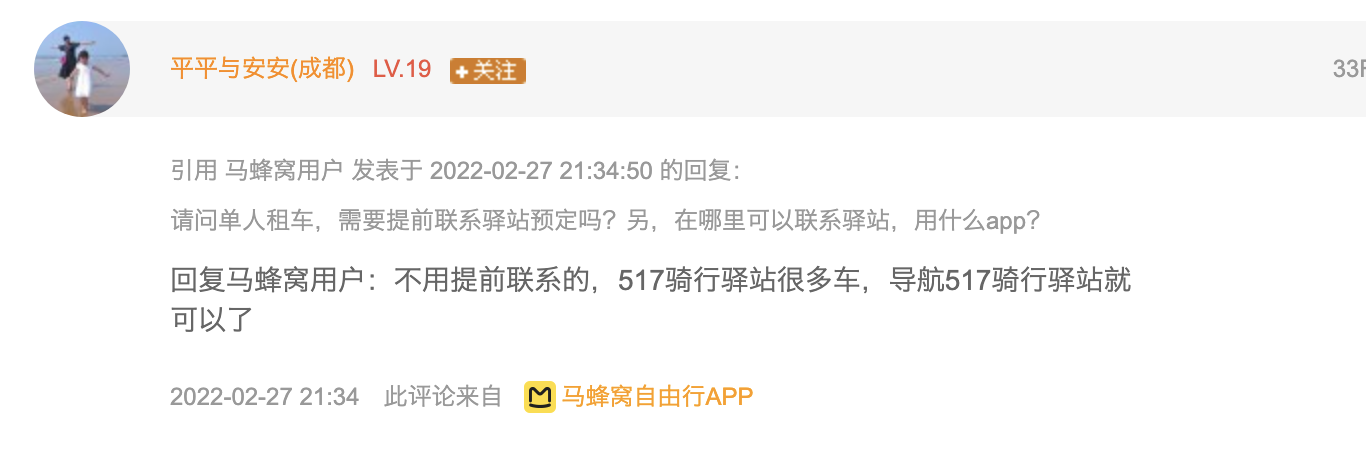 平平与安安(成都) LV.19 +关注
引用 马蜂窝用户 发表于 2022-02-27 21:34:50 的回复：
请问单人租车，需要提前联系驿站预定吗？另，在哪里可以联系驿站，用什么app？
回复马蜂窝用户：不用提前联系的，517骑行驿站很多车，导航517骑行驿站就
可以了
2022-02-27 21:34 此评论来自 马蜂窝自由行APP